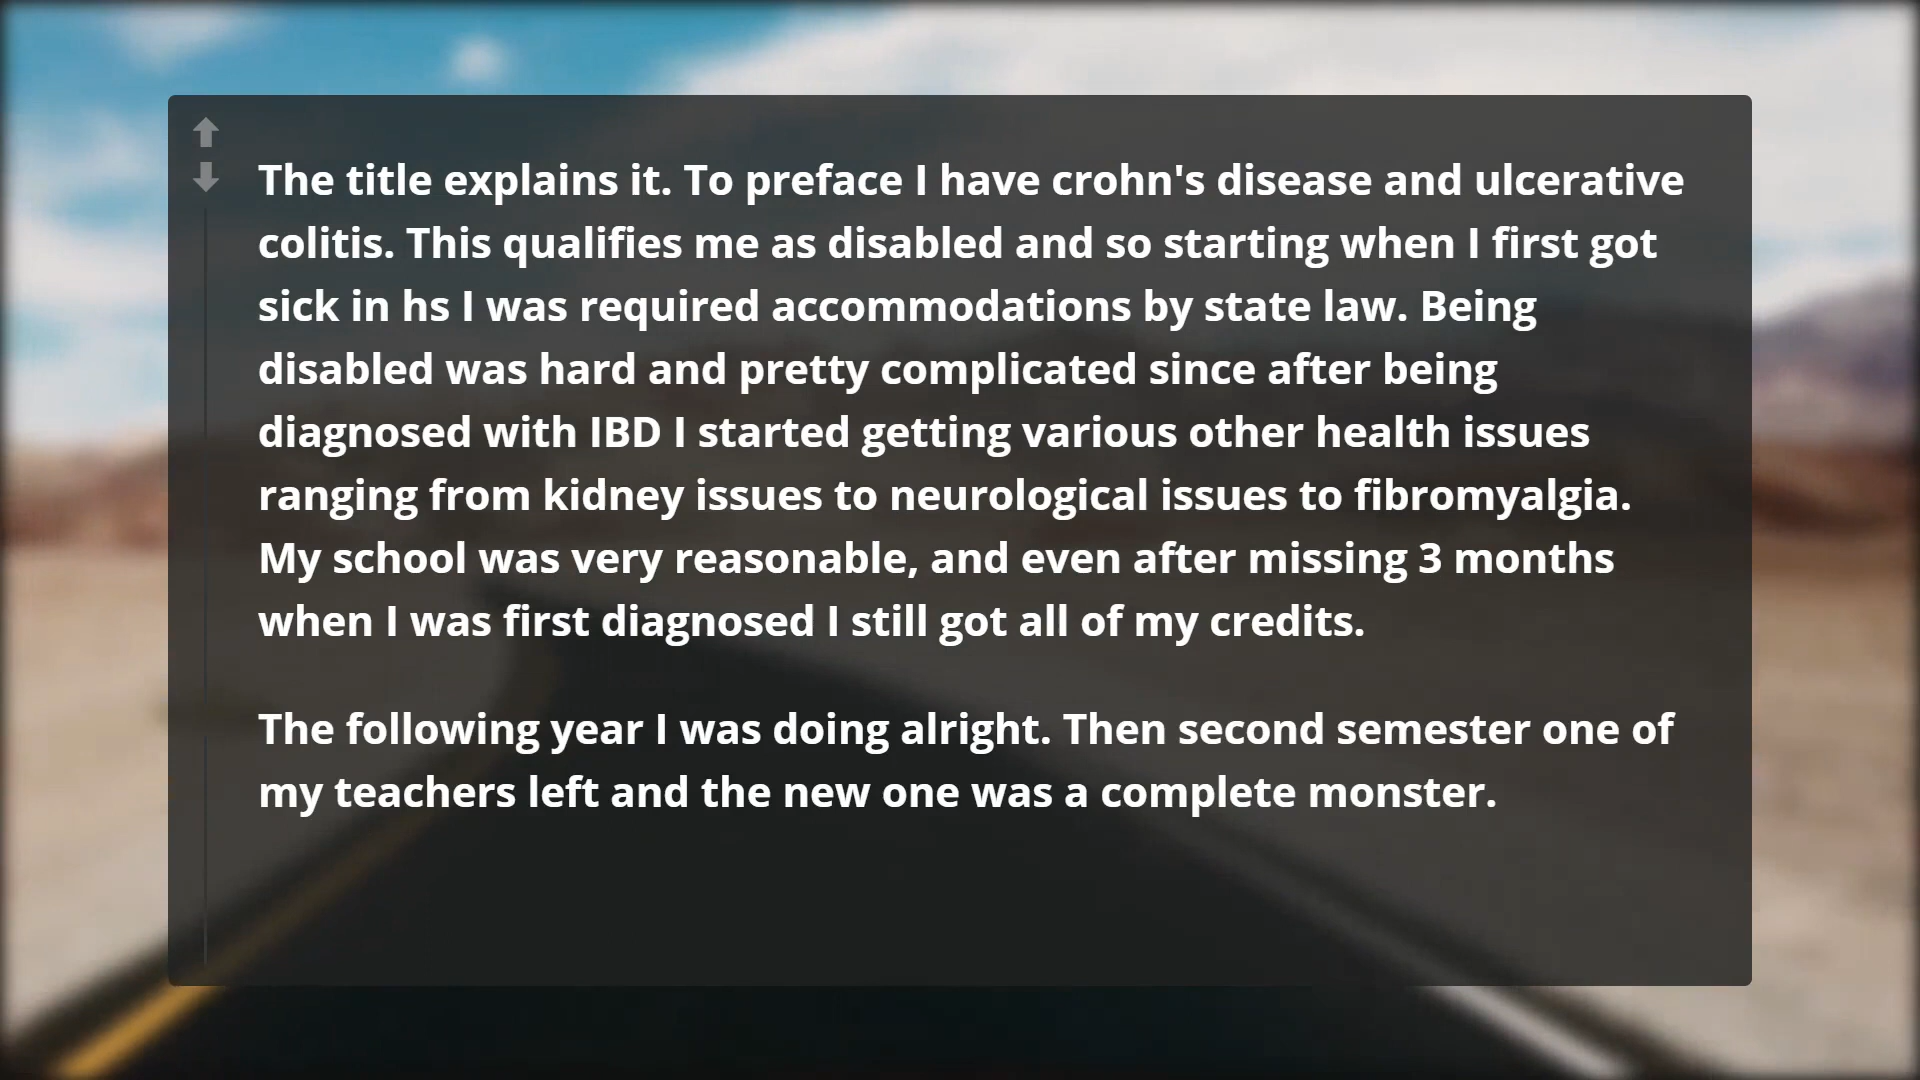 The title explains it. To preface I have crohn's disease and ulcerative
colitis. This qualifies me as disabled and so starting when I first got
sick in hs I was required accommodations by state law. Being
disabled was hard and pretty complicated since after being
diagnosed with IBD I started getting various other health issues
ranging from kidney issues to neurological issues to fibromyalgia.
My school was very reasonable, and even after missing 3 months
when I was first diagnosed I still got all of my credits.
The following year I was doing alright. Then second semester one of
my teachers left and the new one was a complete monster.